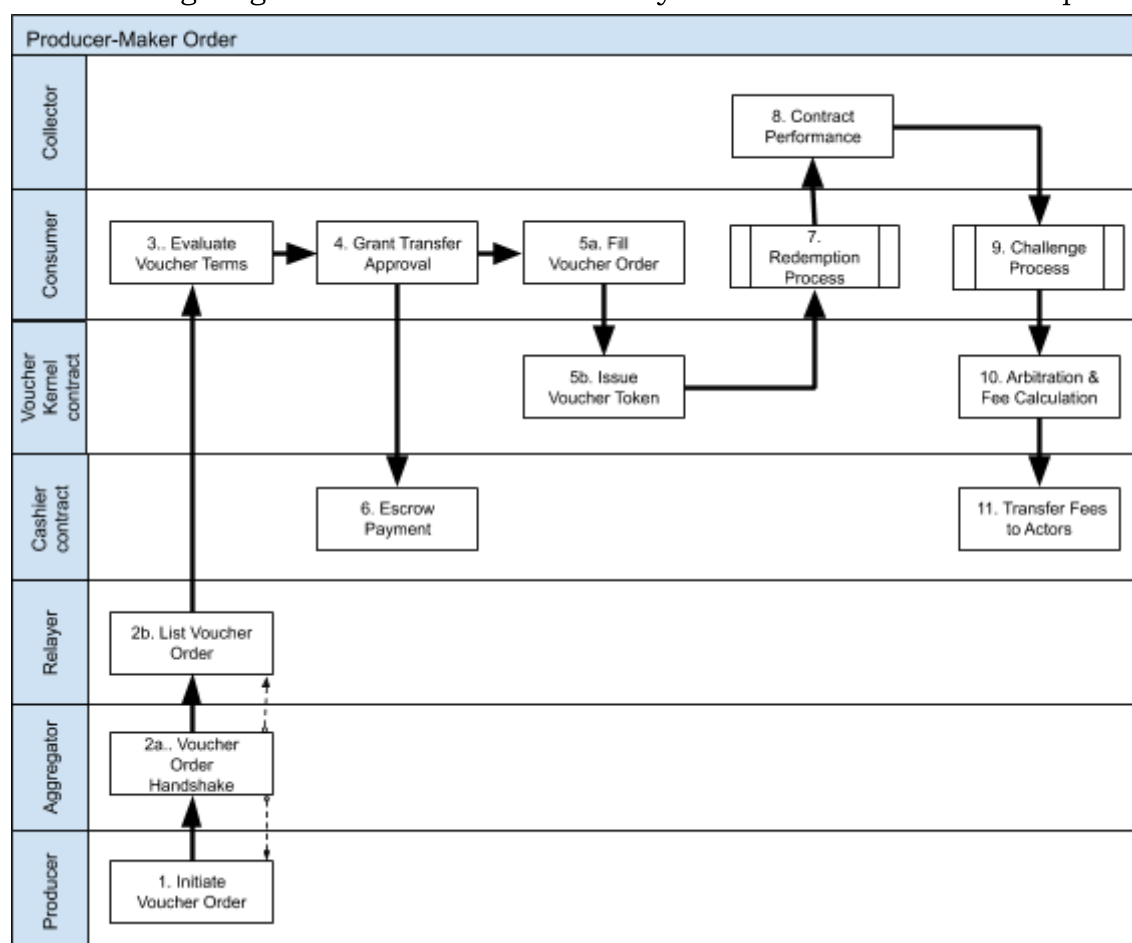 Producer-Maker Order
Collector
8. Contract
Performance
Consumer
3.. Evaluate
Voucher Terms
4. Grant Transfer
Approval
5a. Fill
Voucher Order
7.
Redemption
Process
9. Challenge
Process
Voucher
Kernel
contract
5b. Issue
Voucher Token
10. Arbitration &
Fee Calculation
Cashier
contract
6. Escrow
Payment
11. Transfer Fees
to Actors
Relayer
2b. List Voucher
Order
Aggregator
2a.. Voucher
Order
Handshake
Producer
1. Initiate
Voucher Order